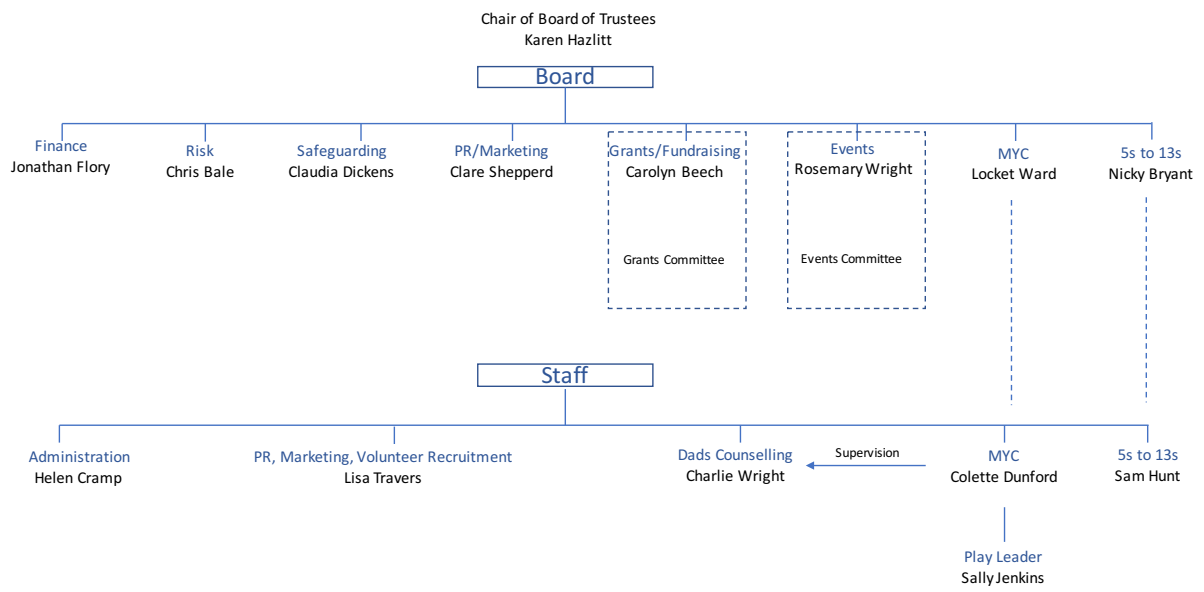 Chair of Board of Trustees
Karen Hazlitt
Board
Finance
Jonathan Flory
Risk
Chris Bale
Safeguarding
Claudia Dickens
PR/Marketing
Clare Shepperd
Grants/Fundraising
Carolyn Beech
Events
Rosemary Wright
MYC
Locket Ward
5s to 13s
Nicky Bryant
Grants Committee
Events Committee
Staff
Administration
Helen Cramp
PR, Marketing, Volunteer Recruitment
Lisa Travers
Dads Counselling
Charlie Wright
Supervision
MYC
Colette Dunford
5s to 13s
Sam Hunt
Play Leader
Sally Jenkins